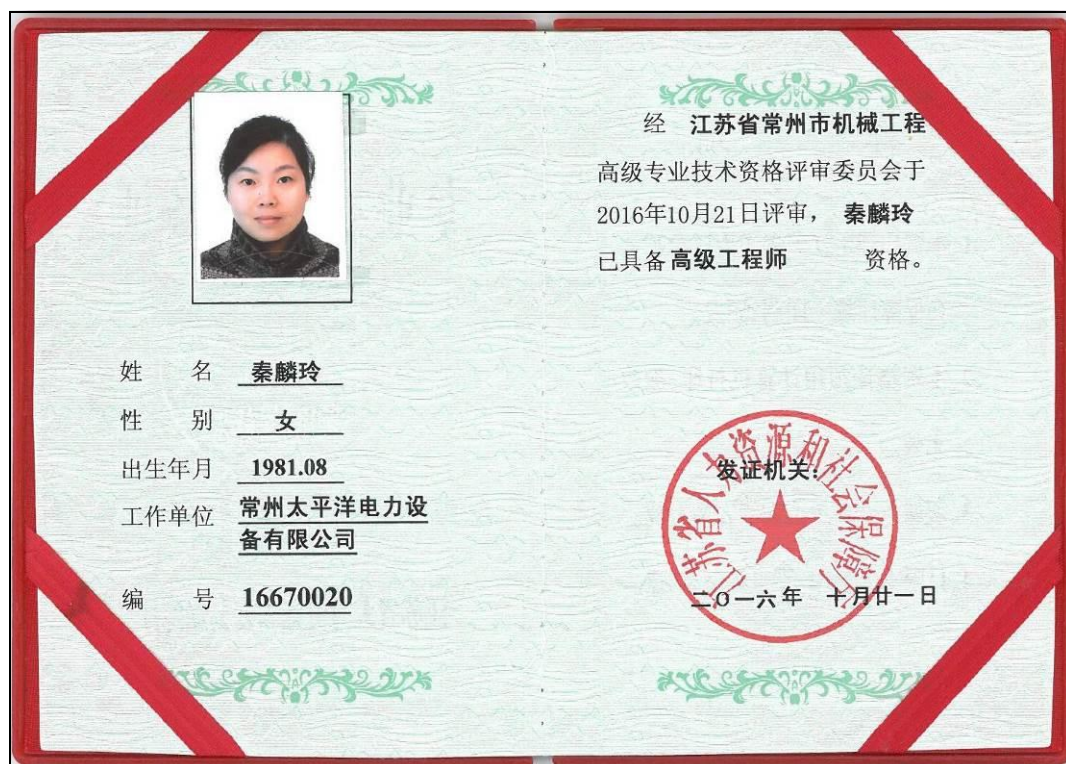 姓 名 秦麟玲
性 别 女
出生年月 1981.08
工作单位 常州太平洋电力设
备有限公司
编 号 16670020
经 江苏省常州市机械工程
高级专业技术资格评审委员会于
2016年10月21日评审， 秦麟玲
已具备 高级工程师 资格。
江苏省人力资源和社会保障厅
发证机关：
二0一六年 十月廿一日